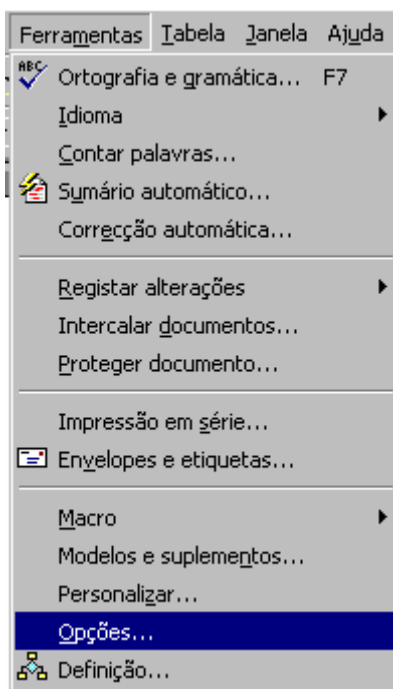 Ferramentas Tabela Janela Ajuda
ABC Ortografia e gramática... F7
Idioma
Contar palavras...
Sumário automático...
Correcção automática...
Registar alterações
Intercalar documentos...
Proteger documento...
Impressão em série...
Envelopes e etiquetas...
Macro
Modelos e suplementos...
Personalizar...
Opções...
Definição...